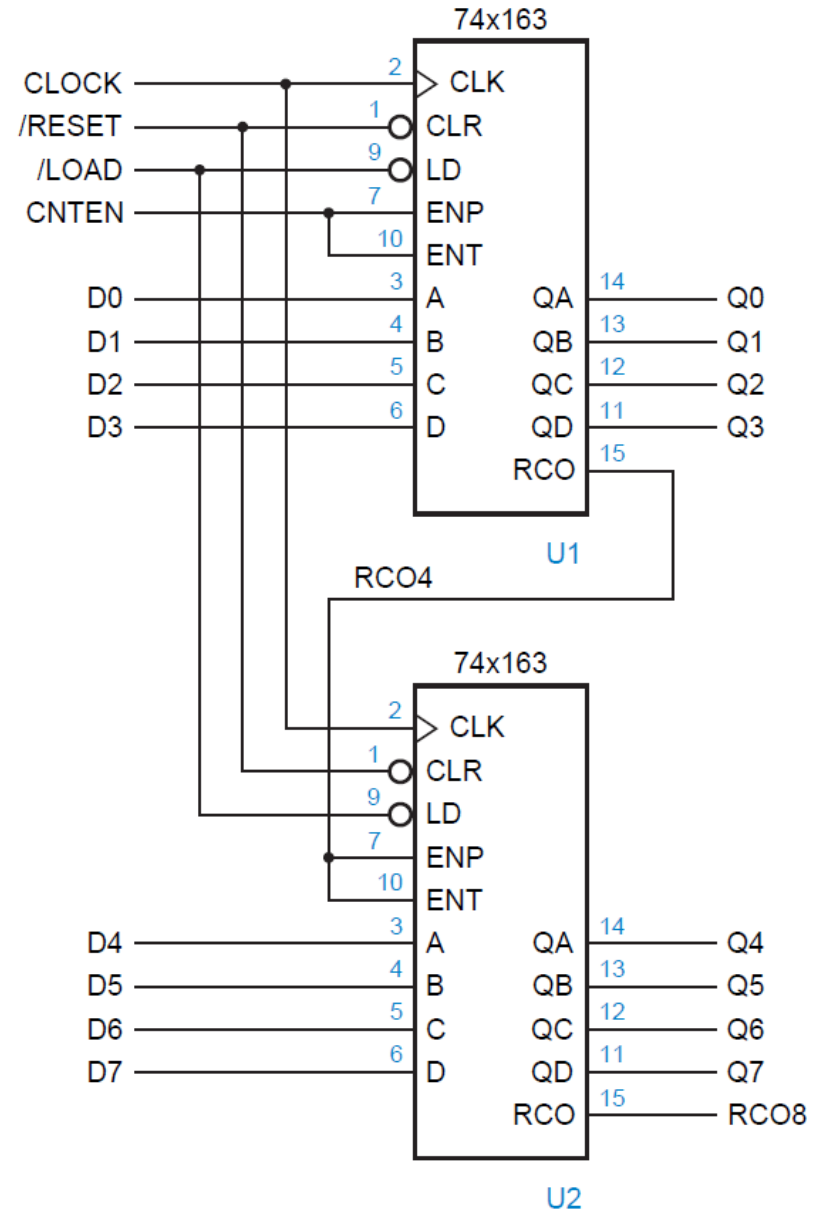 74x163
CLOCK 2 CLK
/RESET 1 CLR
/LOAD 9 LD
CNTEN 7 ENP
10 ENT
D0 3 A QA 14 Q0
D1 4 B QB 13 Q1
D2 5 C QC 12 Q2
D3 6 D QD 11 Q3
RCO 15
U1
RCO4
74x163
2 CLK
1 CLR
9 LD
7 ENP
10 ENT
D4 3 A QA 14 Q4
D5 4 B QB 13 Q5
D6 5 C QC 12 Q6
D7 6 D QD 11 Q7
RCO 15 RCO8
U2